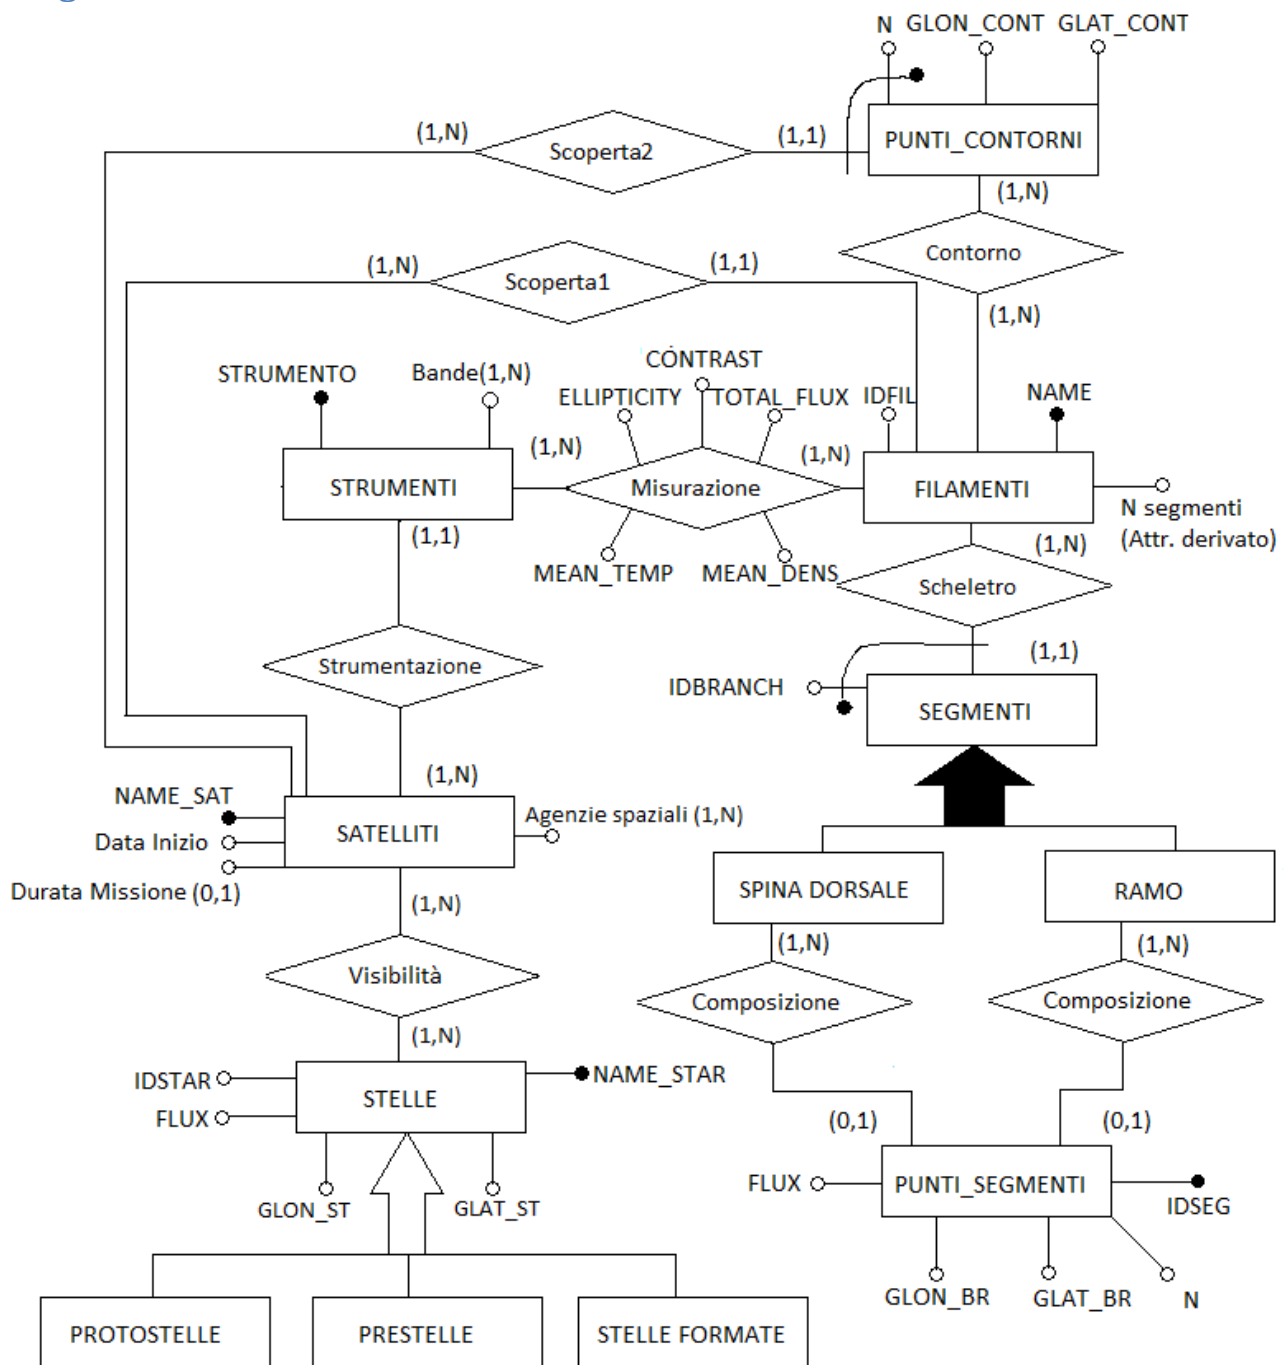 N GLON_CONT GLAT_CONT
(1,N)
Scoperta2
(1,1)
PUNTI_CONTORNI
(1,N)
Contorno
(1,N)
(1,N)
Scoperta1
(1,1)
STRUMENTO
Bande(1,N)
CONTRAST
ELLIPTICITY
TOTAL_FLUX
IDFIL
NAME
(1,N)
(1,N)
STRUMENTI
Misurazione
FILAMENTI
N segmenti
(Attr. derivato)
(1,1)
MEAN_TEMP
MEAN_DENS
(1,N)
Scheletro
Strumentazione
(1,1)
IDBRANCH
SEGMENTI
(1,N)
NAME_SAT
Data Inizio
Durata Missione (0,1)
SATELLITI
Agenzie spaziali (1,N)
(1,N)
SPINA DORSALE
RAMO
(1,N)
(1,N)
Visibilità
Composizione
Composizione
(1,N)
IDSTAR
FLUX
STELLE
NAME_STAR
(0,1)
(0,1)
GLON_ST
GLAT_ST
FLUX
PUNTI_SEGMENTI
IDSEG
GLON_BR
GLAT_BR
N
PROTOSTELLE
PRESTELLE
STELLE FORMATE